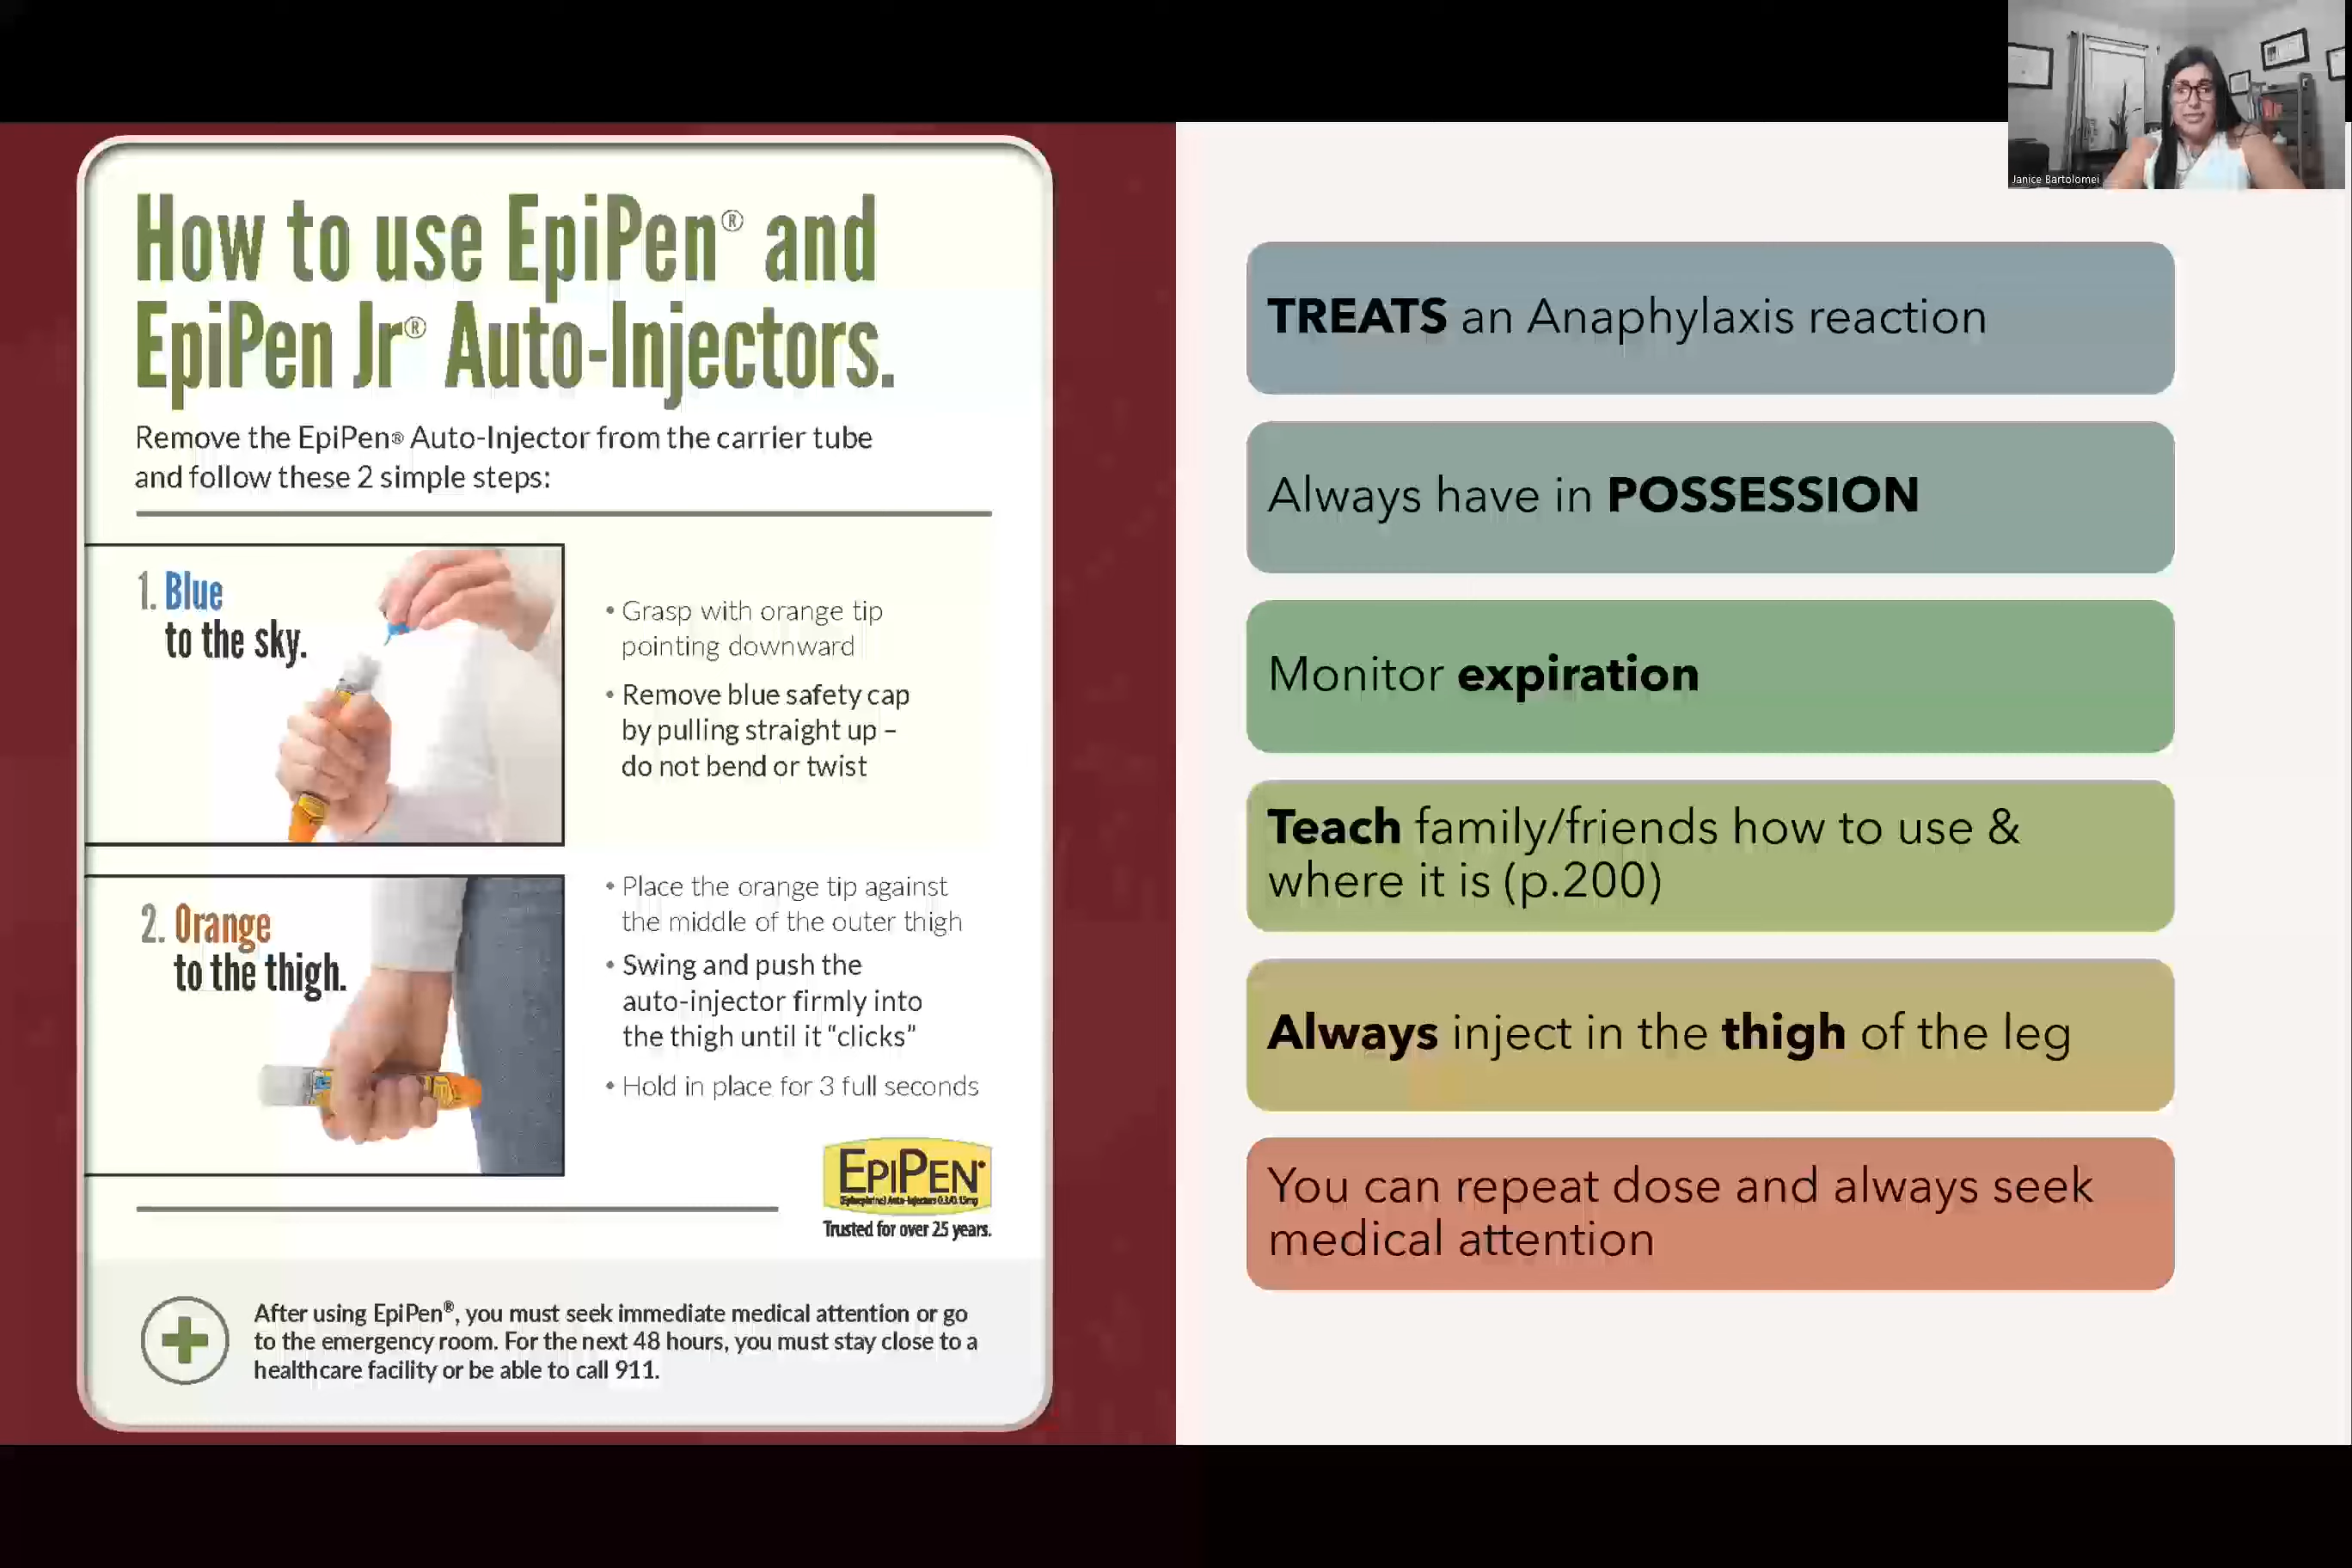 Janice Bartolomei
How to use EpiPen® and
EpiPen Jr® Auto-Injectors.
Remove the EpiPen® Auto-Injector from the carrier tube
and follow these 2 simple steps:
1. Blue
to the sky.
• Grasp with orange tip
pointing downward
• Remove blue safety cap
by pulling straight up –
do not bend or twist
2. Orange
to the thigh.
• Place the orange tip against
the middle of the outer thigh
• Swing and push the
auto-injector firmly into
the thigh until it “clicks”
• Hold in place for 3 full seconds
EPIPEN®
(Epinephrine) Auto-Injectors 0.3/0.15mg
Trusted for over 25 years.
After using EpiPen®, you must seek immediate medical attention or go
to the emergency room. For the next 48 hours, you must stay close to a
healthcare facility or be able to call 911.
TREATS an Anaphylaxis reaction
Always have in POSSESSION
Monitor expiration
Teach family/friends how to use &
where it is (p.200)
Always inject in the thigh of the leg
You can repeat dose and always seek
medical attention